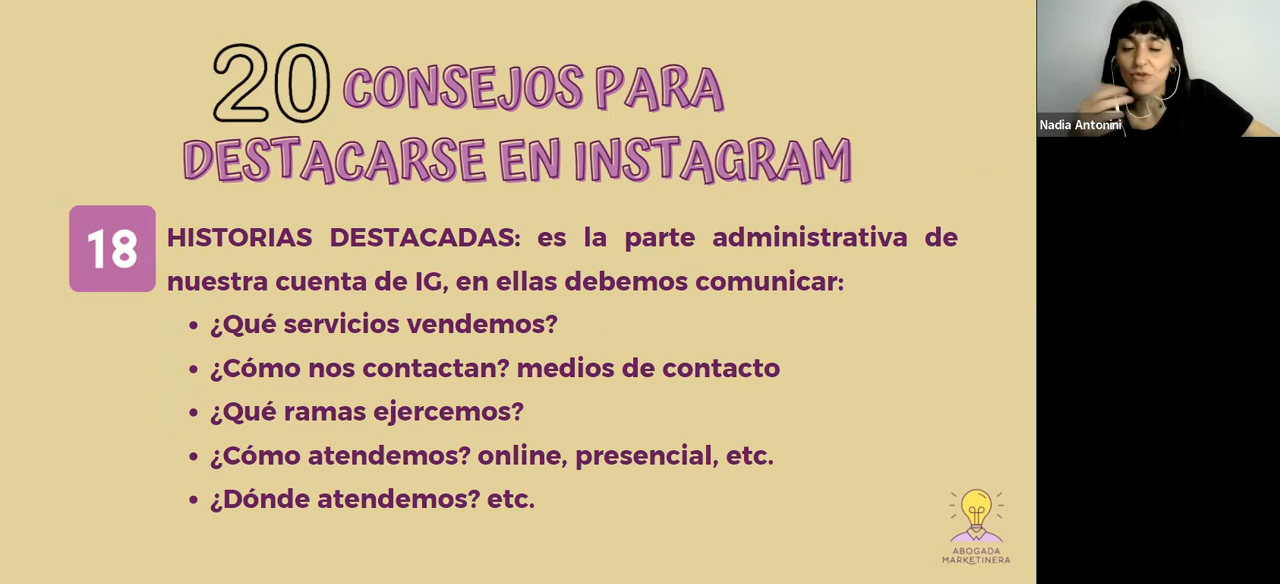 20 CONSEJOS PARA
DESTACARSE EN INSTAGRAM
18
HISTORIAS DESTACADAS: es la parte administrativa de
nuestra cuenta de IG, en ellas debemos comunicar:
• ¿Qué servicios vendemos?
• ¿Cómo nos contactan? medios de contacto
• ¿Qué ramas ejercemos?
• ¿Cómo atendemos? online, presencial, etc.
• ¿Dónde atendemos? etc.
ABOGADA
MARKETINERA
Nadia Antonini